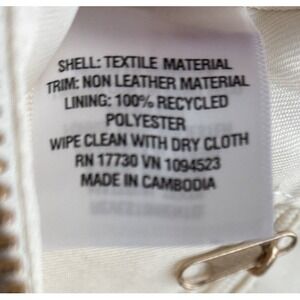 SHELL: TEXTILE MATERIAL
TRIM: NON LEATHER MATERIAL
LINING: 100% RECYCLED
POLYESTER
WIPE CLEAN WITH DRY CLOTH
RN 17730 VN 1094523
MADE IN CAMBODIA